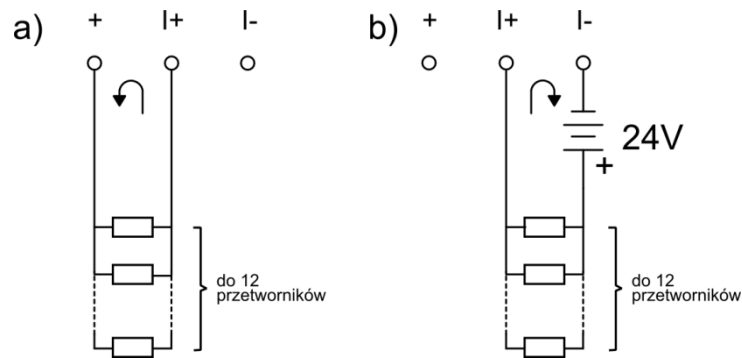 a) + I+ I-
b) + I+ I-
24V
+
do 12
przetworników
do 12
przetworników